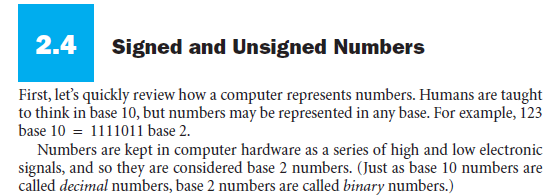 2.4 Signed and Unsigned Numbers
First, let's quickly review how a computer represents numbers. Humans are taught
to think in base 10, but numbers may be represented in any base. For example, 123
base 10 = 1111011 base 2.
Numbers are kept in computer hardware as a series of high and low electronic
signals, and so they are considered base 2 numbers. (Just as base 10 numbers are
called decimal numbers, base 2 numbers are called binary numbers.)